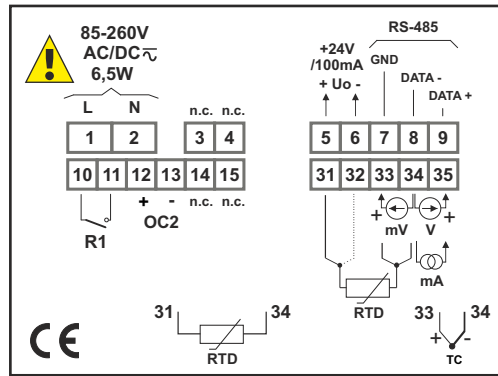 85-260V
AC/DC
6,5W
L N
1 2
n.c. n.c.
3 4
10 11 12 13 14 15
+ - n.c. n.c.
OC2
R1
RS-485
+24V
/100mA
+ Uo -
GND
DATA -
DATA +
5 6 7 8 9
31 32 33 34 35
+ +
mV V
mA
RTD
31 34
RTD
33 34
+ -
TC
CE